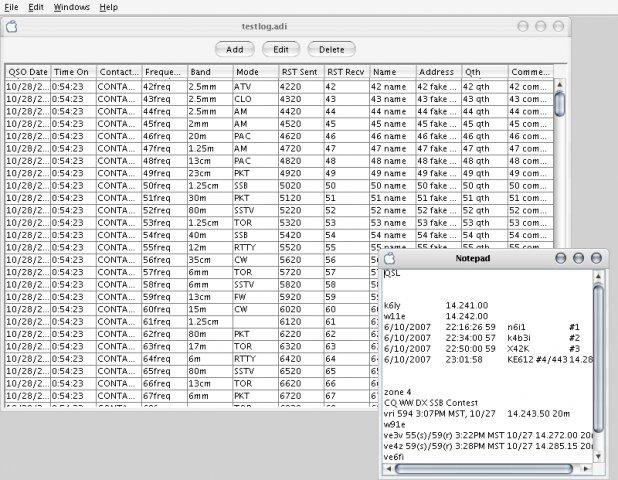 File Edit Windows Help
testlog.adi
Add Edit Delete
QSO Date Time On Contact... Freque... Band Mode RST Sent RST Recv Name Address Qth Comme...
10/28/2... 0:54:23 CONTA... 42freq 2.5mm ATV 4220 42 42 name 42 fake ... 42 qth 42 com...
10/28/2... 0:54:23 CONTA... 43freq 2.5mm CLO 4320 43 43 name 43 fake ... 43 qth 43 com...
10/28/2... 0:54:23 CONTA... 44freq 2.5mm AM 4420 44 44 name 44 fake ... 44 qth 44 com...
10/28/2... 0:54:23 CONTA... 45freq 2mm AM 4520 45 45 name 45 fake ... 45 qth 45 com...
10/28/2... 0:54:23 CONTA... 46freq 20m PAC 4620 46 46 name 46 fake ... 46 qth 46 com...
10/28/2... 0:54:23 CONTA... 47freq 1.25m AM 4720 47 47 name 47 fake ... 47 qth 47 com...
10/28/2... 0:54:23 CONTA... 48freq 13cm PAC 4820 48 48 name 48 fake ... 48 qth 48 com...
10/28/2... 0:54:23 CONTA... 49freq 23cm PKT 4920 49 49 name 49 fake ... 49 qth 49 com...
10/28/2... 0:54:23 CONTA... 50freq 1.25cm SSB 5020 50 50 name 50 fake ... 50 qth 50 com...
10/28/2... 0:54:23 CONTA... 51freq 30m PKT 5120 51 51 name 51 fake ... 51 qth 51 com...
10/28/2... 0:54:23 CONTA... 52freq 80m SSTV 5220 52 52 name 52 fake ... 52 qth 52 com...
10/28/2... 0:54:23 CONTA... 53freq 1.25cm TOR 5320 53 53 name 53 fake ... 53 qth 53 com...
10/28/2... 0:54:23 CONTA... 54freq 40m SSB 5420 54 54 name 54 fake ... 54 qth 54 com...
10/28/2... 0:54:23 CONTA... 55freq 12m RTTY 5520 55 55 name 55 fake ... 55 qth 55 com...
10/28/2... 0:54:23 CONTA... 56freq 35cm CW 5620 56
10/28/2... 0:54:23 CONTA... 57freq 6mm TOR 5720 57
10/28/2... 0:54:23 CONTA... 58freq 6mm SSTV 5820 58
10/28/2... 0:54:23 CONTA... 59freq 13cm FW 5920 59
10/28/2... 0:54:23 CONTA... 60freq 15m CW 6020 60
10/28/2... 0:54:23 CONTA... 61freq 1.25cm 6120 61
10/28/2... 0:54:23 CONTA... 62freq 80m PKT 6220 62
10/28/2... 0:54:23 CONTA... 63freq 17m TOR 6320 63
10/28/2... 0:54:23 CONTA... 64freq 6m RTTY 6420 64
10/28/2... 0:54:23 CONTA... 65freq 80m SSTV 6520 65
10/28/2... 0:54:23 CONTA... 66freq 13cm TOR 6620 66
10/28/2... 0:54:23 CONTA... 67freq 6mm PKT 6720 67
Notepad
QSL
k6ly 14.241.00
w11e 14.242.00
6/10/2007 22:16:26 59 n6i1 #1
6/10/2007 22:34:00 57 k4b3i #2
6/10/2007 22:50:00 59 X42K #3
6/10/2007 23:01:58 KE612 #4/443 14.28
zone 4
CQ WW DX SSB Contest
vri 594 3:07PM MST, 10/27 14.243.50 20m
w91e
ve3v 55(s)/59(r) 3:22PM MST 10/27 14.272.00 20m
ve4z 59(s)/59(r) 3:28PM MST 10/27 14.285.15 20m
ve6fi